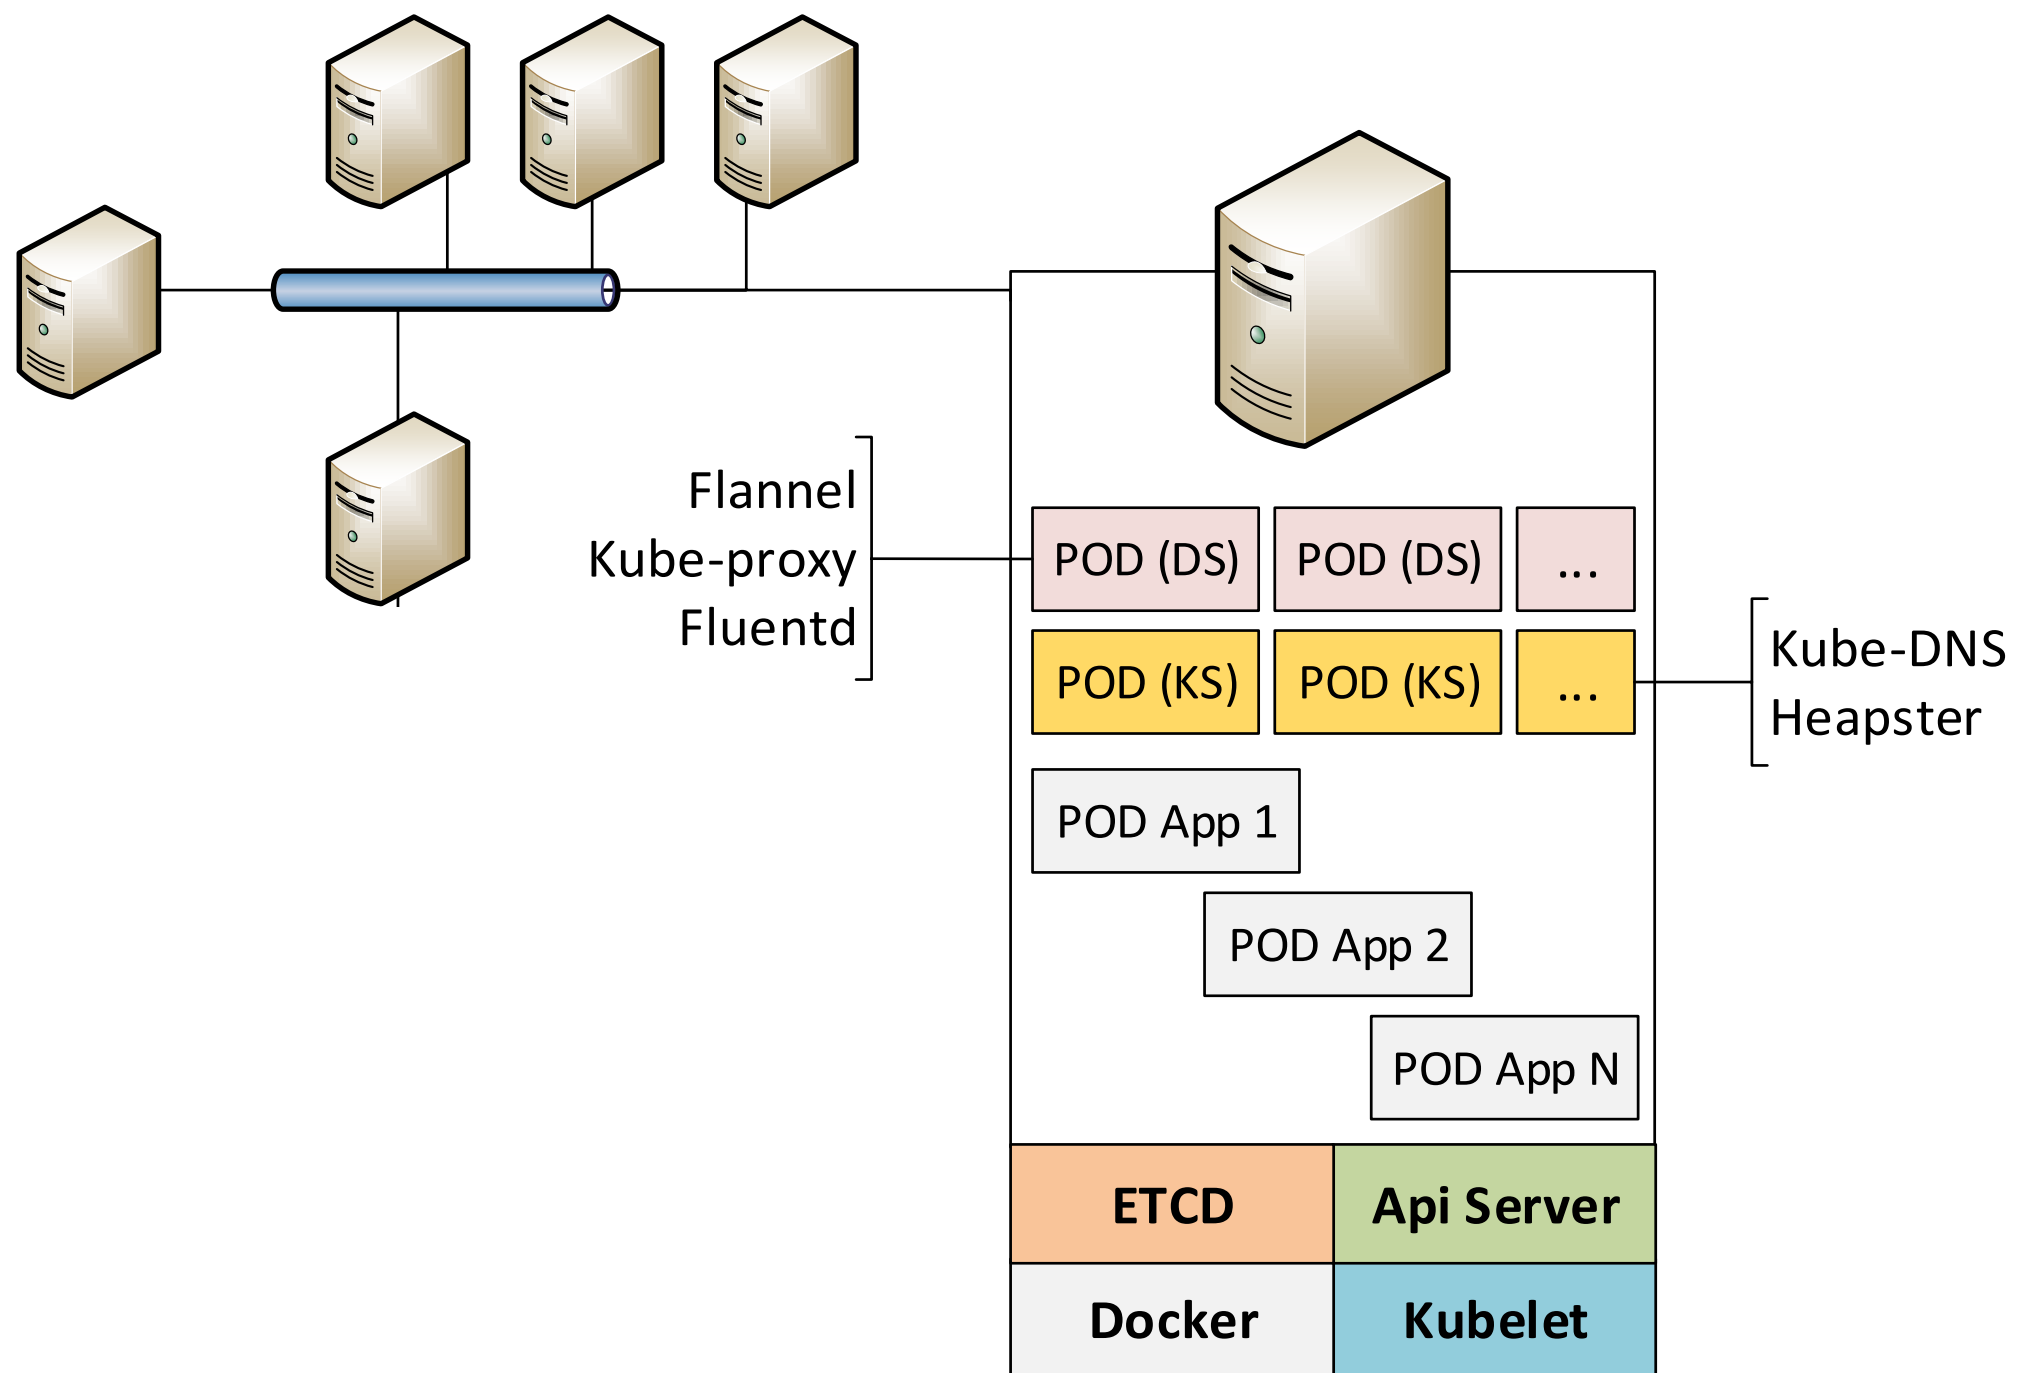 Flannel
Kube-proxy
Fluentd
POD (DS)
POD (DS)
...
POD (KS)
POD (KS)
...
Kube-DNS
Heapster
POD App 1
POD App 2
POD App N
ETCD
Api Server
Docker
Kubelet